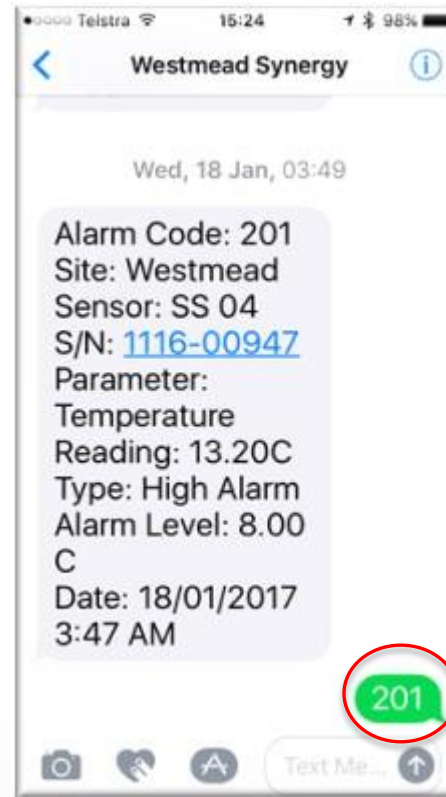 Telstra 15:24 98%
Westmead Synergy
Wed, 18 Jan, 03:49
Alarm Code: 201
Site: Westmead
Sensor: SS 04
S/N: 1116-00947
Parameter:
Temperature
Reading: 13.20C
Type: High Alarm
Alarm Level: 8.00
C
Date: 18/01/2017
3:47 AM
201
Text Me...